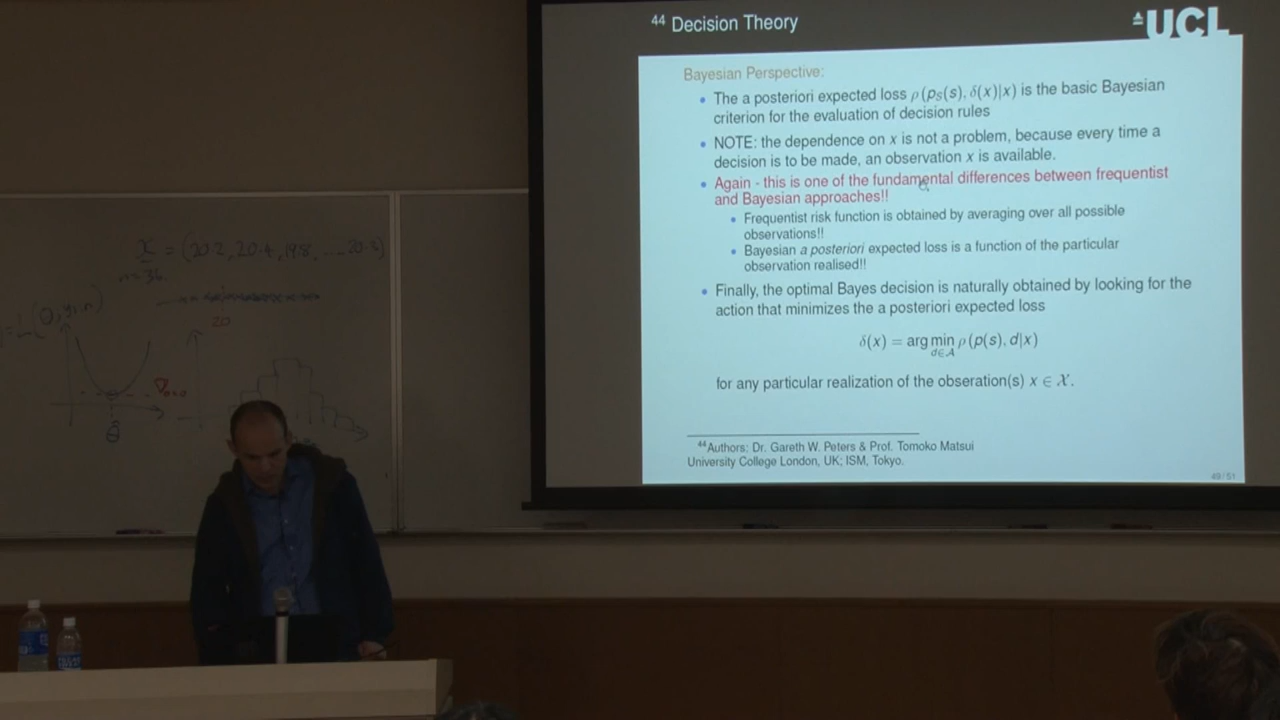 44 Decision Theory
UCL
Bayesian Perspective:
• The a posteriori expected loss ρ (pS(s), δ(x)|x) is the basic Bayesian
criterion for the evaluation of decision rules
• NOTE: the dependence on x is not a problem, because every time a
decision is to be made, an observation x is available.
• Again - this is one of the fundamental differences between frequentist
and Bayesian approaches!!
• Frequentist risk function is obtained by averaging over all possible
observations!!
• Bayesian a posteriori expected loss is a function of the particular
observation realised!!
• Finally, the optimal Bayes decision is naturally obtained by looking for the
action that minimizes the a posteriori expected loss
δ(x) = arg min ρ (p(s), d|x)
d∈A
for any particular realization of the obseration(s) x ∈ X.
44Authors: Dr. Gareth W. Peters & Prof. Tomoko Matsui
University College London, UK; ISM, Tokyo.
49/51
x = (20.2, 20.4, 19.8, ....
n=36
20